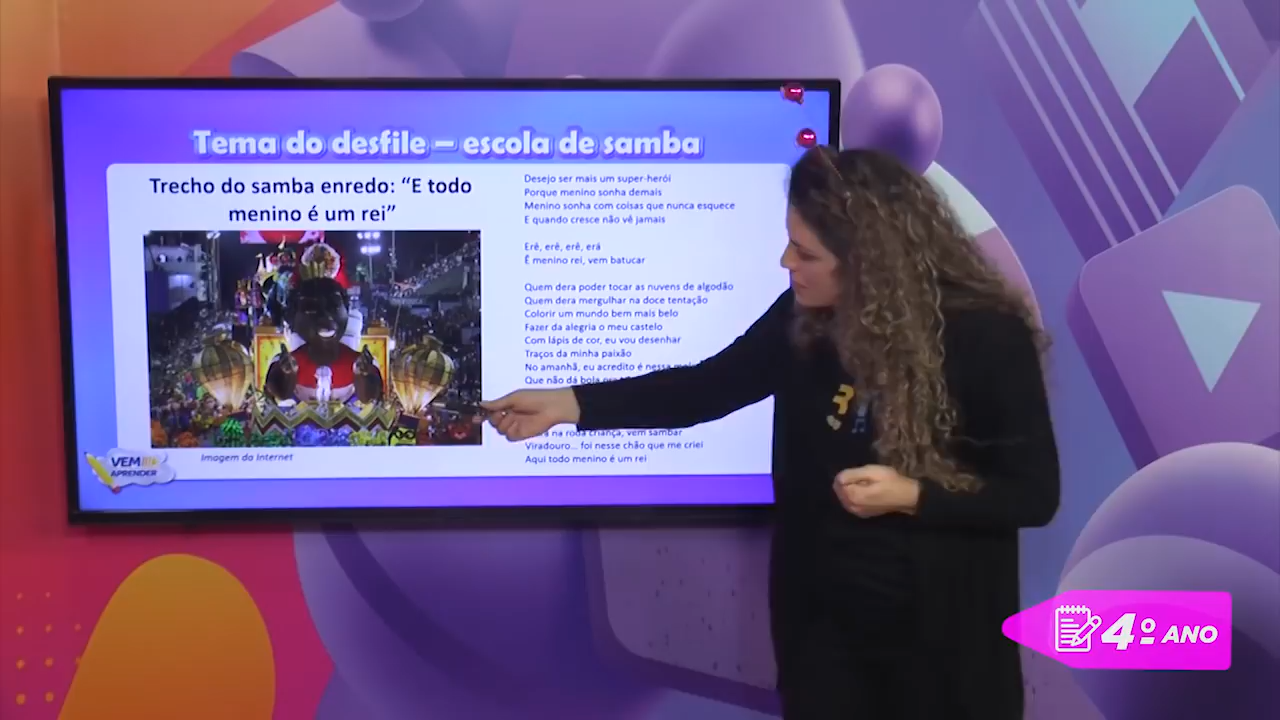 Tema do desfile – escola de samba
Trecho do samba enredo: “E todo
menino é um rei”
Desejo ser mais um super-herói
Porque menino sonha demais
Menino sonha com coisas que nunca esquece
E quando cresce não vê jamais
Erê, erê, erê, erá
Ê menino rei, vem batucar
Quem dera poder tocar as nuvens de algodão
Quem dera mergulhar na doce tentação
Colorir um mundo bem mais belo
Fazer da alegria o meu castelo
Com lápis de cor, eu vou desenhar
Traços da minha paixão
No amanhã, eu acredito é nessa
Que não dá bola
na roda criança, vem sambar
Viradouro... foi nesse chão que me criei
Aqui todo menino é um rei
Imagem da Internet
VEM
APRENDER
4º ANO